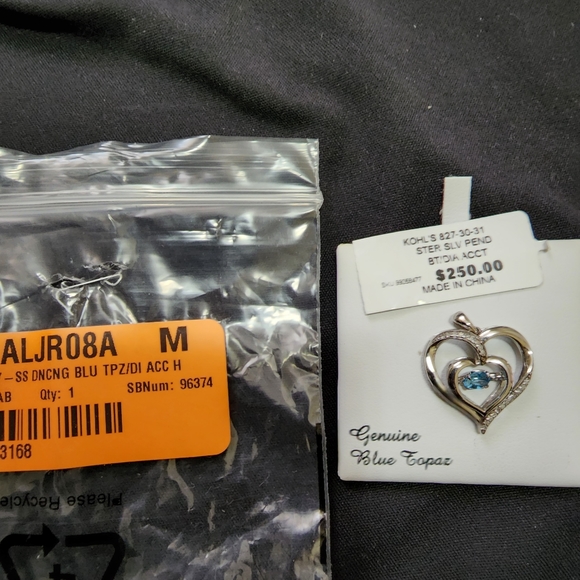 ALJR08A M
-SS DNCNG BLU TPZ/DI ACC H
AB Qty: 1 SBNum: 96374
3168
Please Recycle
KOHL'S 827-30-31
STER SLV PEND
BT/DIA ACCT
$250.00
MADE IN CHINA
Genuine
Blue Topaz